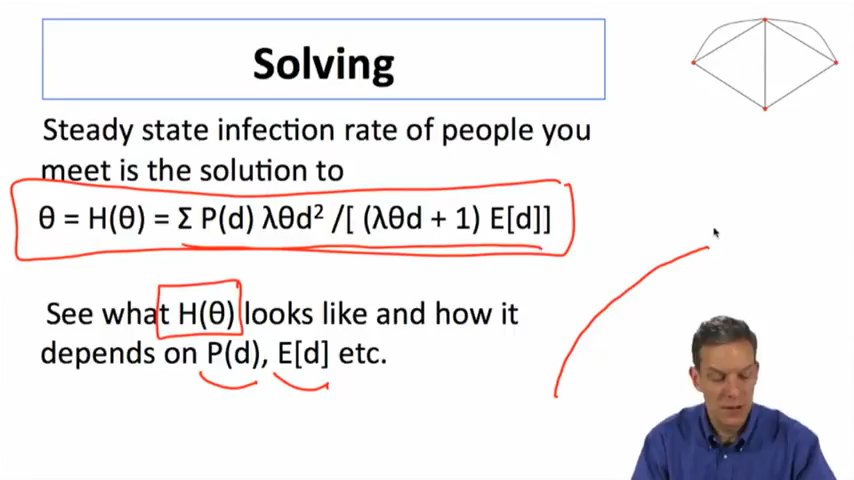 Solving
Steady state infection rate of people you
meet is the solution to
θ = H(θ) = Σ P(d) λθd² /[ (λθd + 1) E[d]]
See what H(θ) looks like and how it
depends on P(d), E[d] etc.